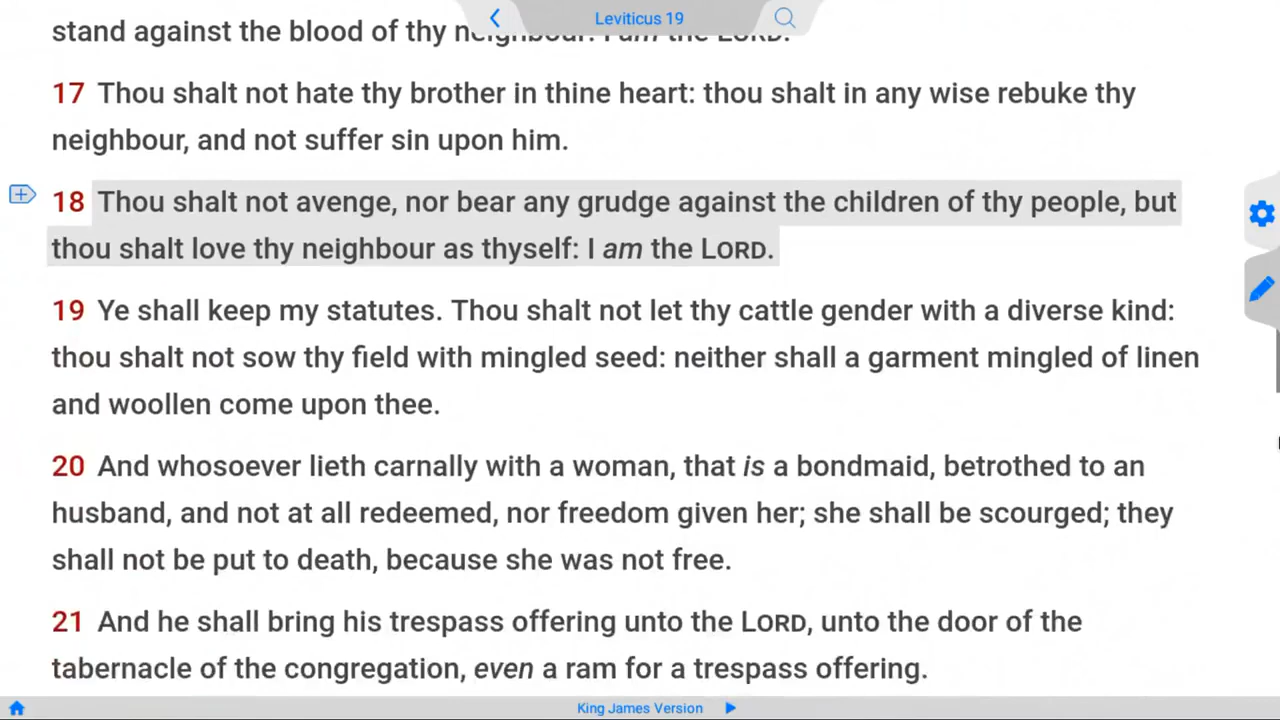 Leviticus 19
stand against the blood of thy neighbour: I am the LORD.
17 Thou shalt not hate thy brother in thine heart: thou shalt in any wise rebuke thy
neighbour, and not suffer sin upon him.
18 Thou shalt not avenge, nor bear any grudge against the children of thy people, but
thou shalt love thy neighbour as thyself: I am the LORD.
19 Ye shall keep my statutes. Thou shalt not let thy cattle gender with a diverse kind:
thou shalt not sow thy field with mingled seed: neither shall a garment mingled of linen
and woollen come upon thee.
20 And whosoever lieth carnally with a woman, that is a bondmaid, betrothed to an
husband, and not at all redeemed, nor freedom given her; she shall be scourged; they
shall not be put to death, because she was not free.
21 And he shall bring his trespass offering unto the LORD, unto the door of the
tabernacle of the congregation, even a ram for a trespass offering.
King James Version